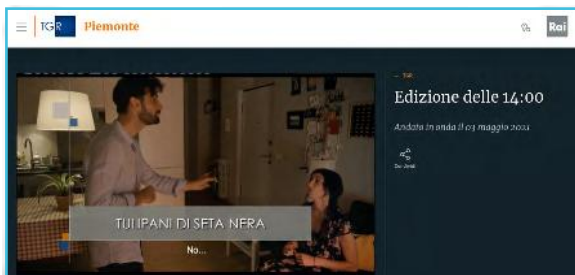 TGR Piemonte
Rai
TGR
Edizione delle 14:00
Andata in onda il 03 maggio 2021
TULIPANI DI SETA NERA
No...